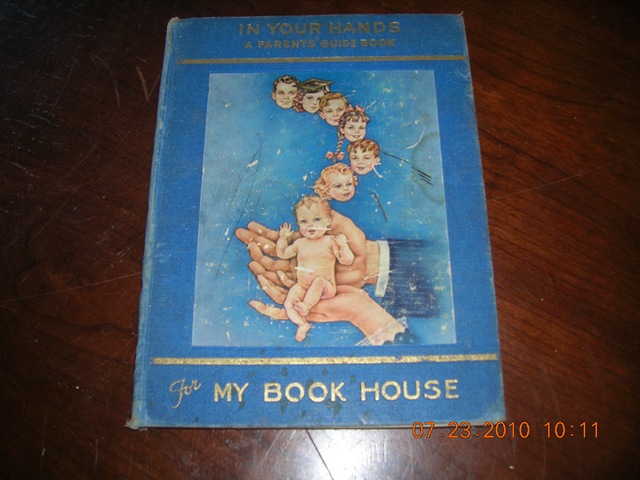 IN YOUR HANDS
A PARENTS' GUIDE BOOK
For MY BOOK HOUSE
07.23.2010 10:11